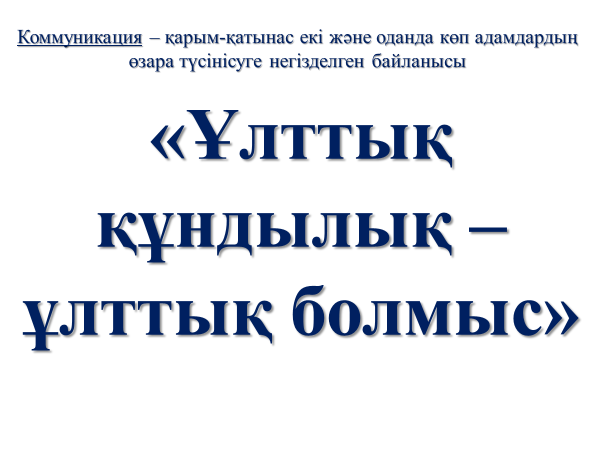 Коммуникация – қарым-қатынас екі және оданда көп адамдардың
өзара түсінісуге негізделген байланысы
«Ұлттық
құндылық –
ұлттық болмыс»